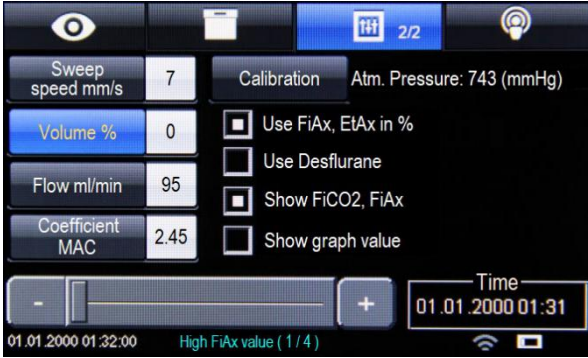 2/2
Sweep
speed mm/s
7
Calibration
Atm. Pressure: 743 (mmHg)
Volume %
0
Use FiAx, EtAx in %
Use Desflurane
Flow ml/min
95
Show FiCO2, FiAx
Coefficient
MAC
2.45
Show graph value
-
+
Time
01.01.2000 01:31
01.01.2000 01:32:00
High FiAx value ( 1 / 4 )